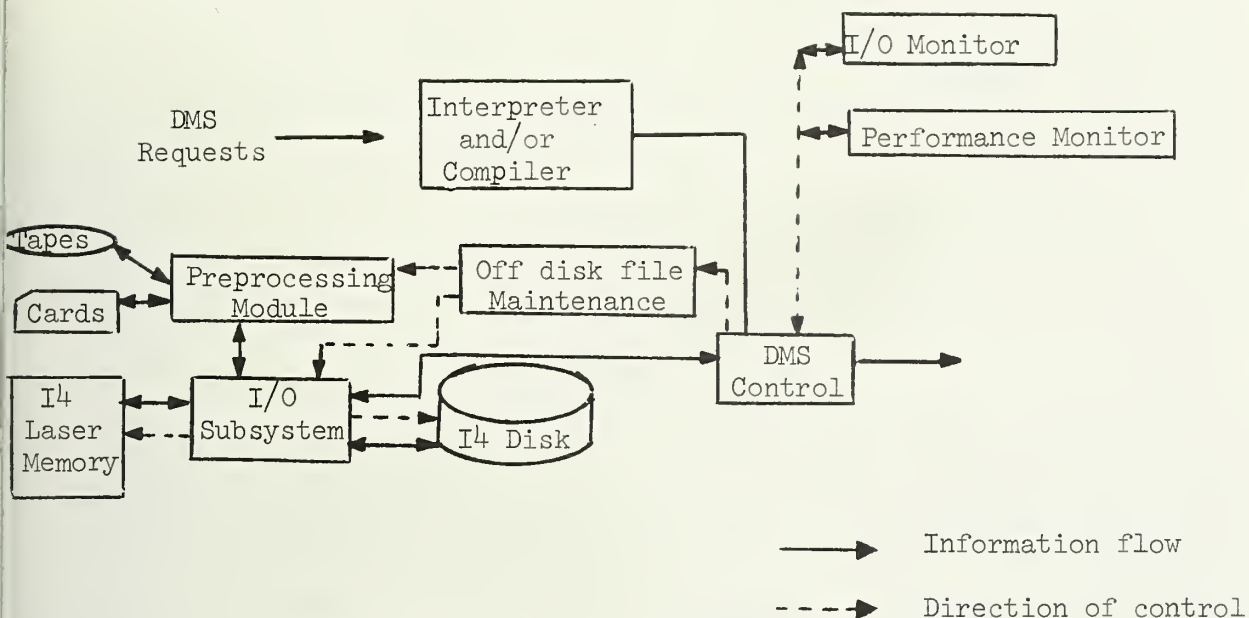 I/O Monitor
DMS
Requests
Interpreter
and/or
Compiler
Performance Monitor
Tapes
Cards
Preprocessing
Module
Off disk file
Maintenance
DMS
Control
I4
Laser
Memory
I/O
Subsystem
I4 Disk
Information flow
Direction of control